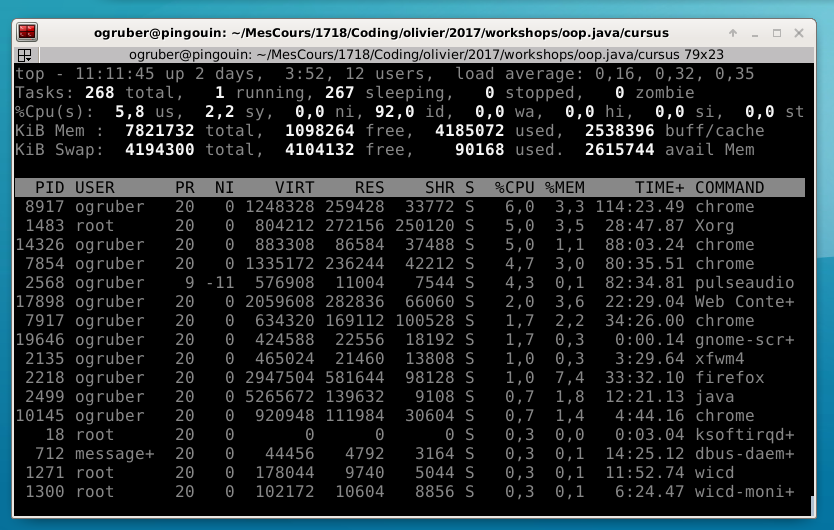 ogruber@pingouin: ~/MesCours/1718/Coding/olivier/2017/workshops/oop.java/cursus
ogruber@pingouin: ~/MesCours/1718/Coding/olivier/2017/workshops/oop.java/cursus 79x23
top - 11:11:45 up 2 days,  3:52, 12 users,  load average: 0,16, 0,32, 0,35
Tasks: 268 total,   1 running, 267 sleeping,   0 stopped,   0 zombie
%Cpu(s):  5,8 us,  2,2 sy,  0,0 ni, 92,0 id,  0,0 wa,  0,0 hi,  0,0 si,  0,0 st
KiB Mem :  7821732 total,  1098264 free,  4185072 used,  2538396 buff/cache
KiB Swap:  4194300 total,  4104132 free,    90168 used.  2615744 avail Mem
  PID USER      PR  NI    VIRT    RES    SHR S  %CPU %MEM     TIME+ COMMAND
 8917 ogruber   20   0 1248328 259428  33772 S   6,0  3,3 114:23.49 chrome
 1483 root      20   0  804212 272156 250120 S   5,0  3,5  28:47.87 Xorg
14326 ogruber   20   0  883308  86584  37488 S   5,0  1,1  88:03.24 chrome
 7854 ogruber   20   0 1335172 236244  42212 S   4,7  3,0  80:35.51 chrome
 2568 ogruber    9 -11  576908  11004   7544 S   4,3  0,1  82:34.81 pulseaudio
17898 ogruber   20   0 2059608 282836  66060 S   2,0  3,6  22:29.04 Web Conte+
 7917 ogruber   20   0  634320 169112 100528 S   1,7  2,2  34:26.00 chrome
19646 ogruber   20   0  424588  22556  18192 S   1,7  0,3   0:00.14 gnome-scr+
 2135 ogruber   20   0  465024  21460  13808 S   1,0  0,3   3:29.64 xfwm4
 2218 ogruber   20   0 2947504 581644  98128 S   1,0  7,4  33:32.10 firefox
 2499 ogruber   20   0 5265672 139632   9108 S   0,7  1,8  12:21.13 java
10145 ogruber   20   0  920948 111984  30604 S   0,7  1,4   4:44.16 chrome
   18 root      20   0       0      0      0 S   0,3  0,0   0:03.04 ksoftirqd+
  712 message+  20   0   44456   4792   3164 S   0,3  0,1  14:25.12 dbus-daem+
 1271 root      20   0  178044   9740   5044 S   0,3  0,1  11:52.74 wicd
 1300 root      20   0  102172  10604   8856 S   0,3  0,1   6:24.47 wicd-moni+